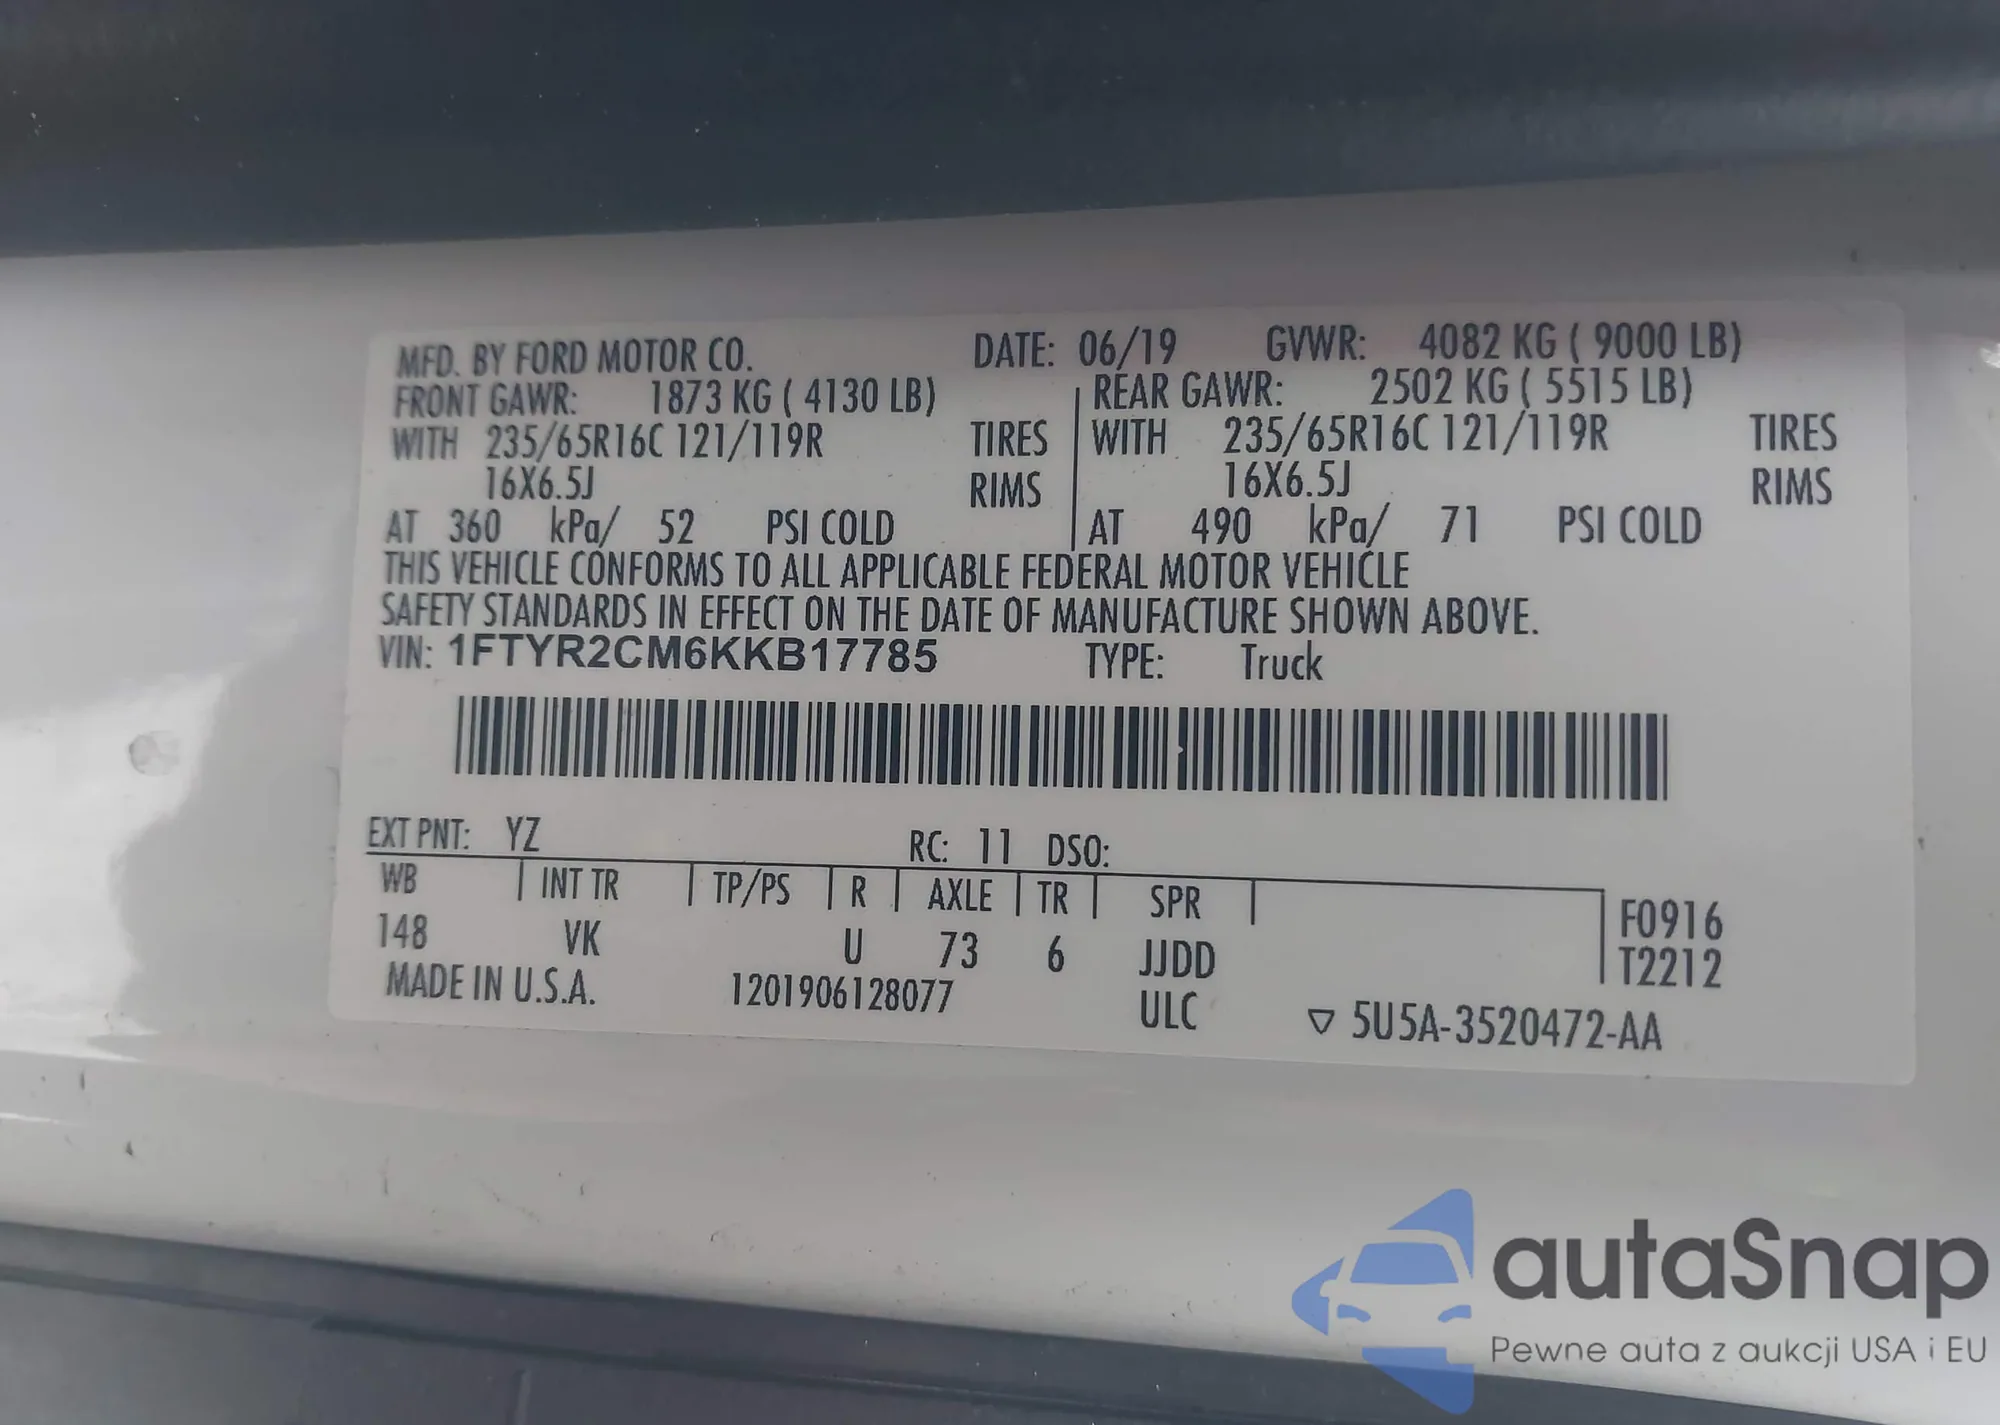 MFD. BY FORD MOTOR CO. DATE: 06/19 GVWR: 4082 KG ( 9000 LB)
FRONT GAWR: 1873 KG ( 4130 LB) REAR GAWR: 2502 KG ( 5515 LB)
WITH 235/65R16C 121/119R TIRES WITH 235/65R16C 121/119R TIRES
16X6.5J RIMS 16X6.5J RIMS
AT 360 kPa/ 52 PSI COLD AT 490 kPa/ 71 PSI COLD
THIS VEHICLE CONFORMS TO ALL APPLICABLE FEDERAL MOTOR VEHICLE
SAFETY STANDARDS IN EFFECT ON THE DATE OF MANUFACTURE SHOWN ABOVE.
VIN: 1FTYR2CM6KKB17785 TYPE: Truck
EXT PNT: YZ RC: 11 DSO:
WB INT TR TP/PS R AXLE TR SPR F0916
148 VK U 73 6 JJDD T2212
MADE IN U.S.A. 1201906128077 ULC ▽ 5U5A-3520472-AA
autaSnap
Pewne auta z aukcji USA i EU